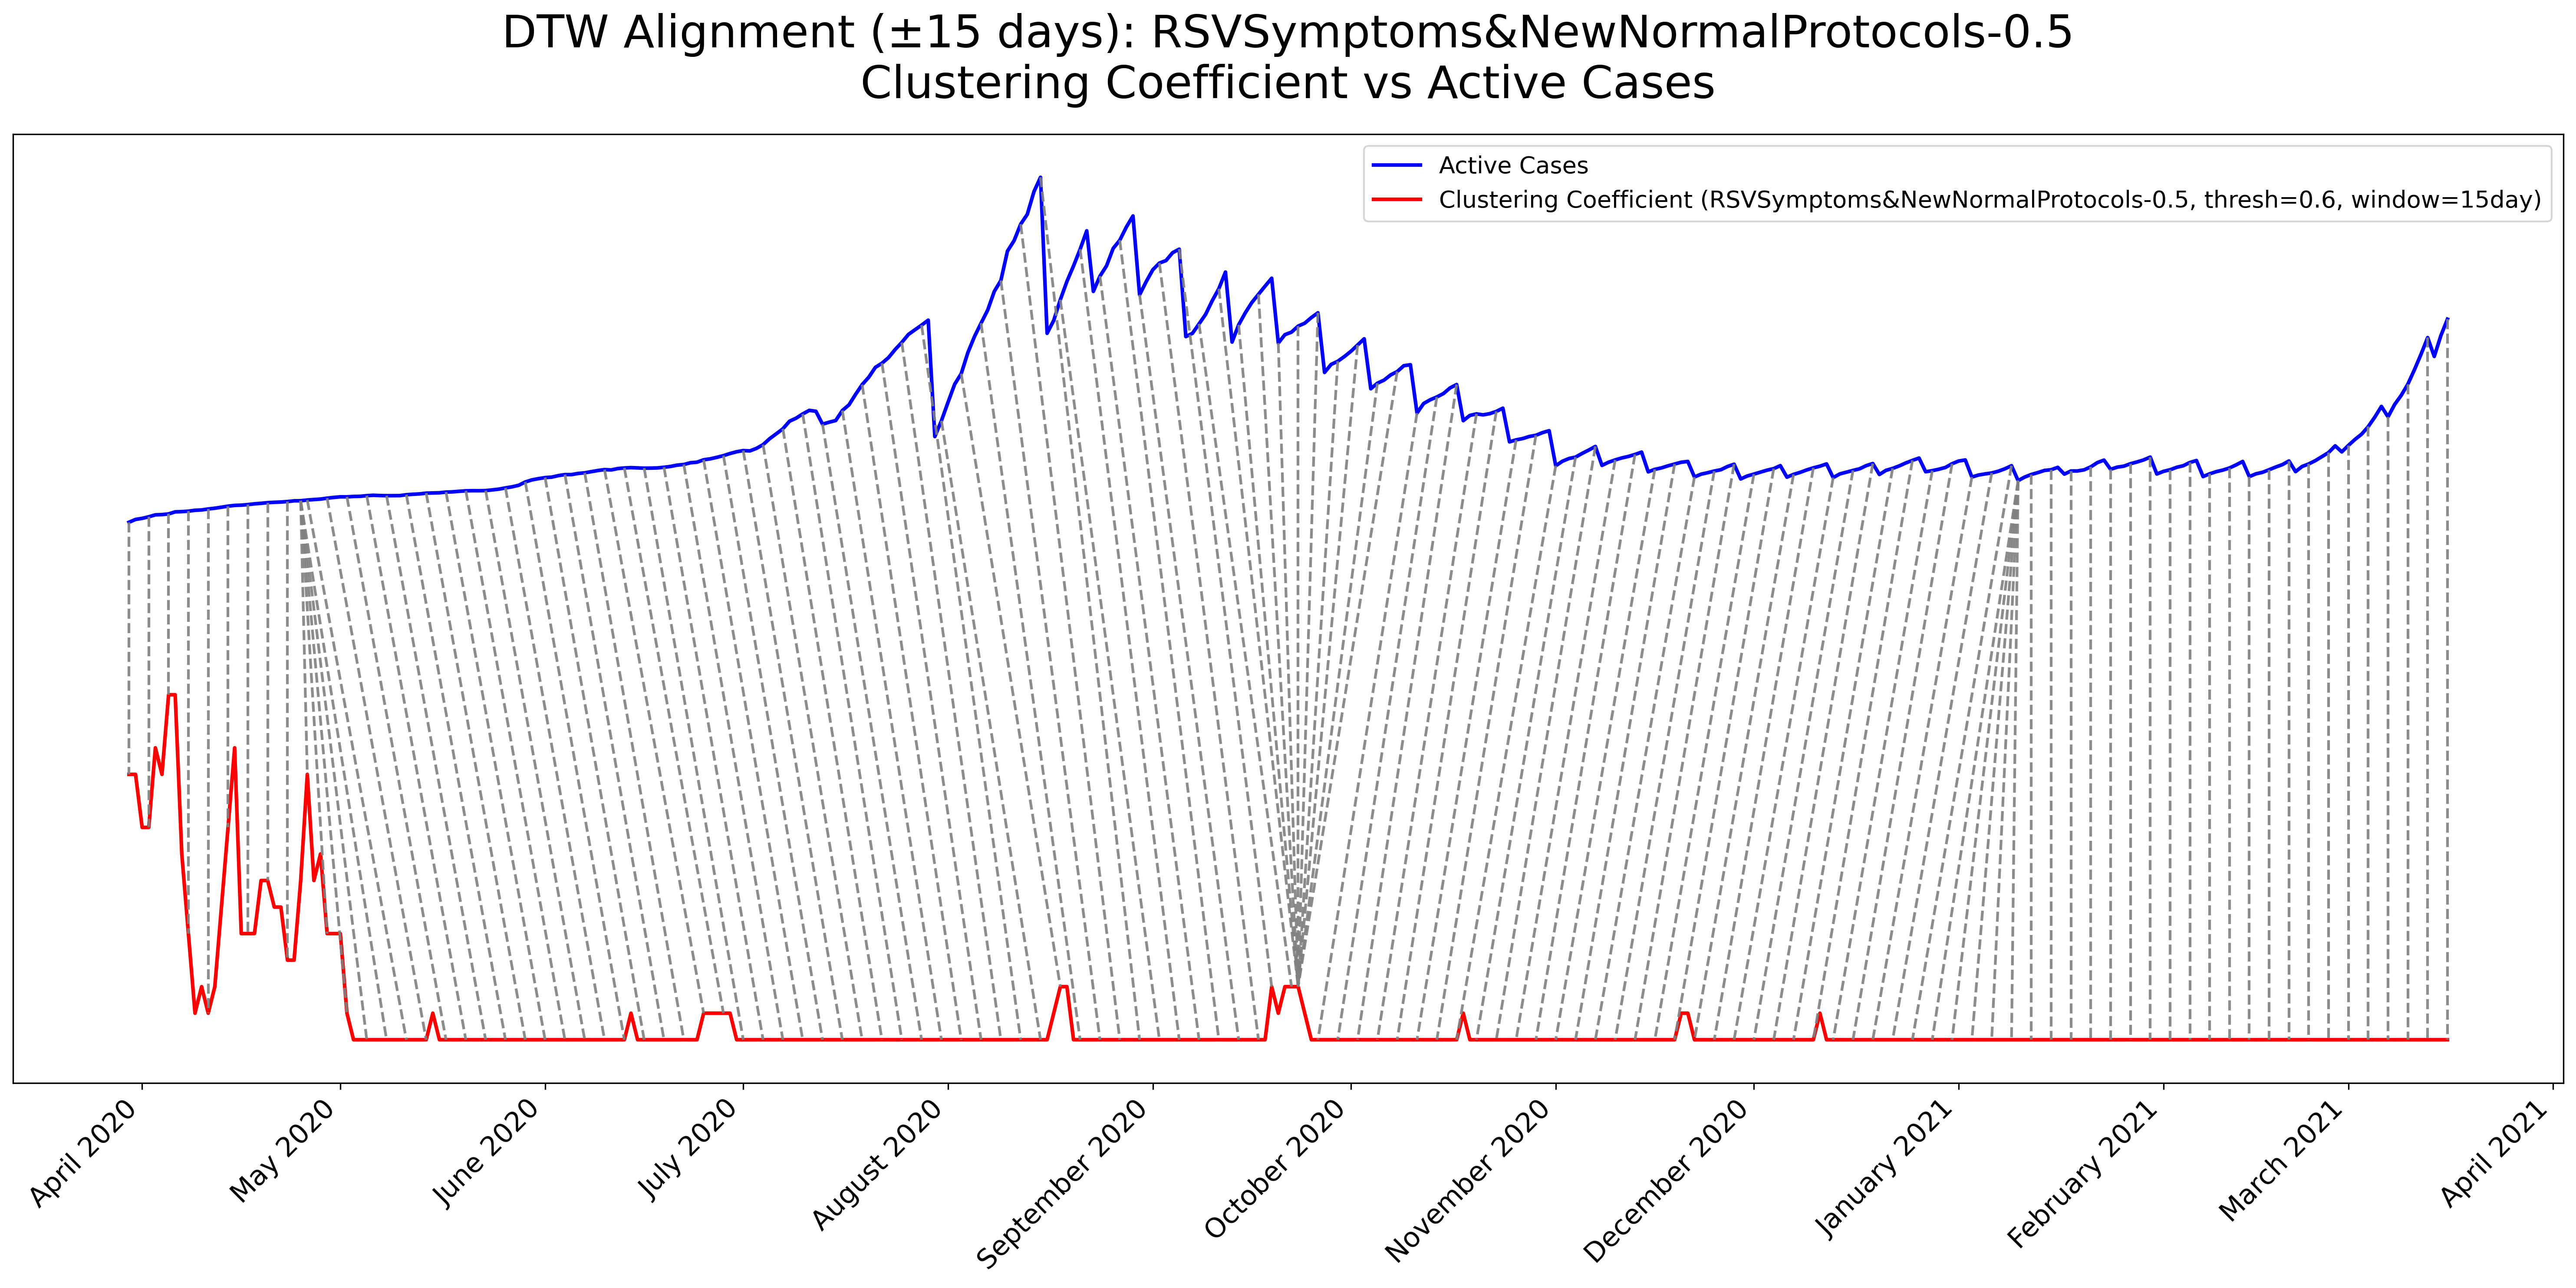 DTW Alignment (±15 days): RSVSymptoms&NewNormalProtocols-0.5
Clustering Coefficient vs Active Cases
Active Cases
Clustering Coefficient (RSVSymptoms&NewNormalProtocols-0.5, thresh=0.6, window=15day)
April 2020
May 2020
June 2020
July 2020
August 2020
September 2020
October 2020
November 2020
December 2020
January 2021
February 2021
March 2021
April 2021